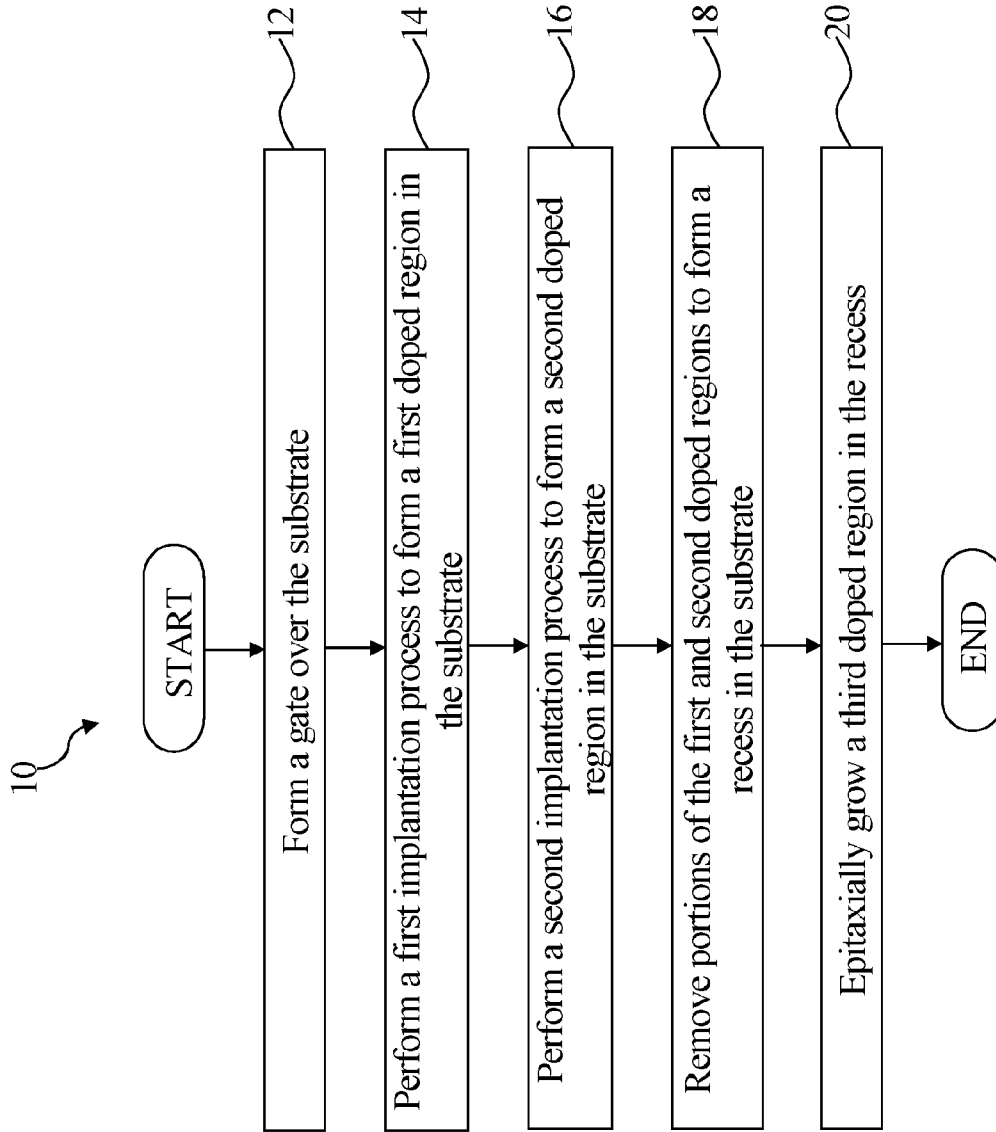 10
START
Form a gate over the substrate
12
Perform a first implantation process to form a first doped region in
the substrate
14
Perform a second implantation process to form a second doped
region in the substrate
16
Remove portions of the first and second doped regions to form a
recess in the substrate
18
Epitaxially grow a third doped region in the recess
20
END